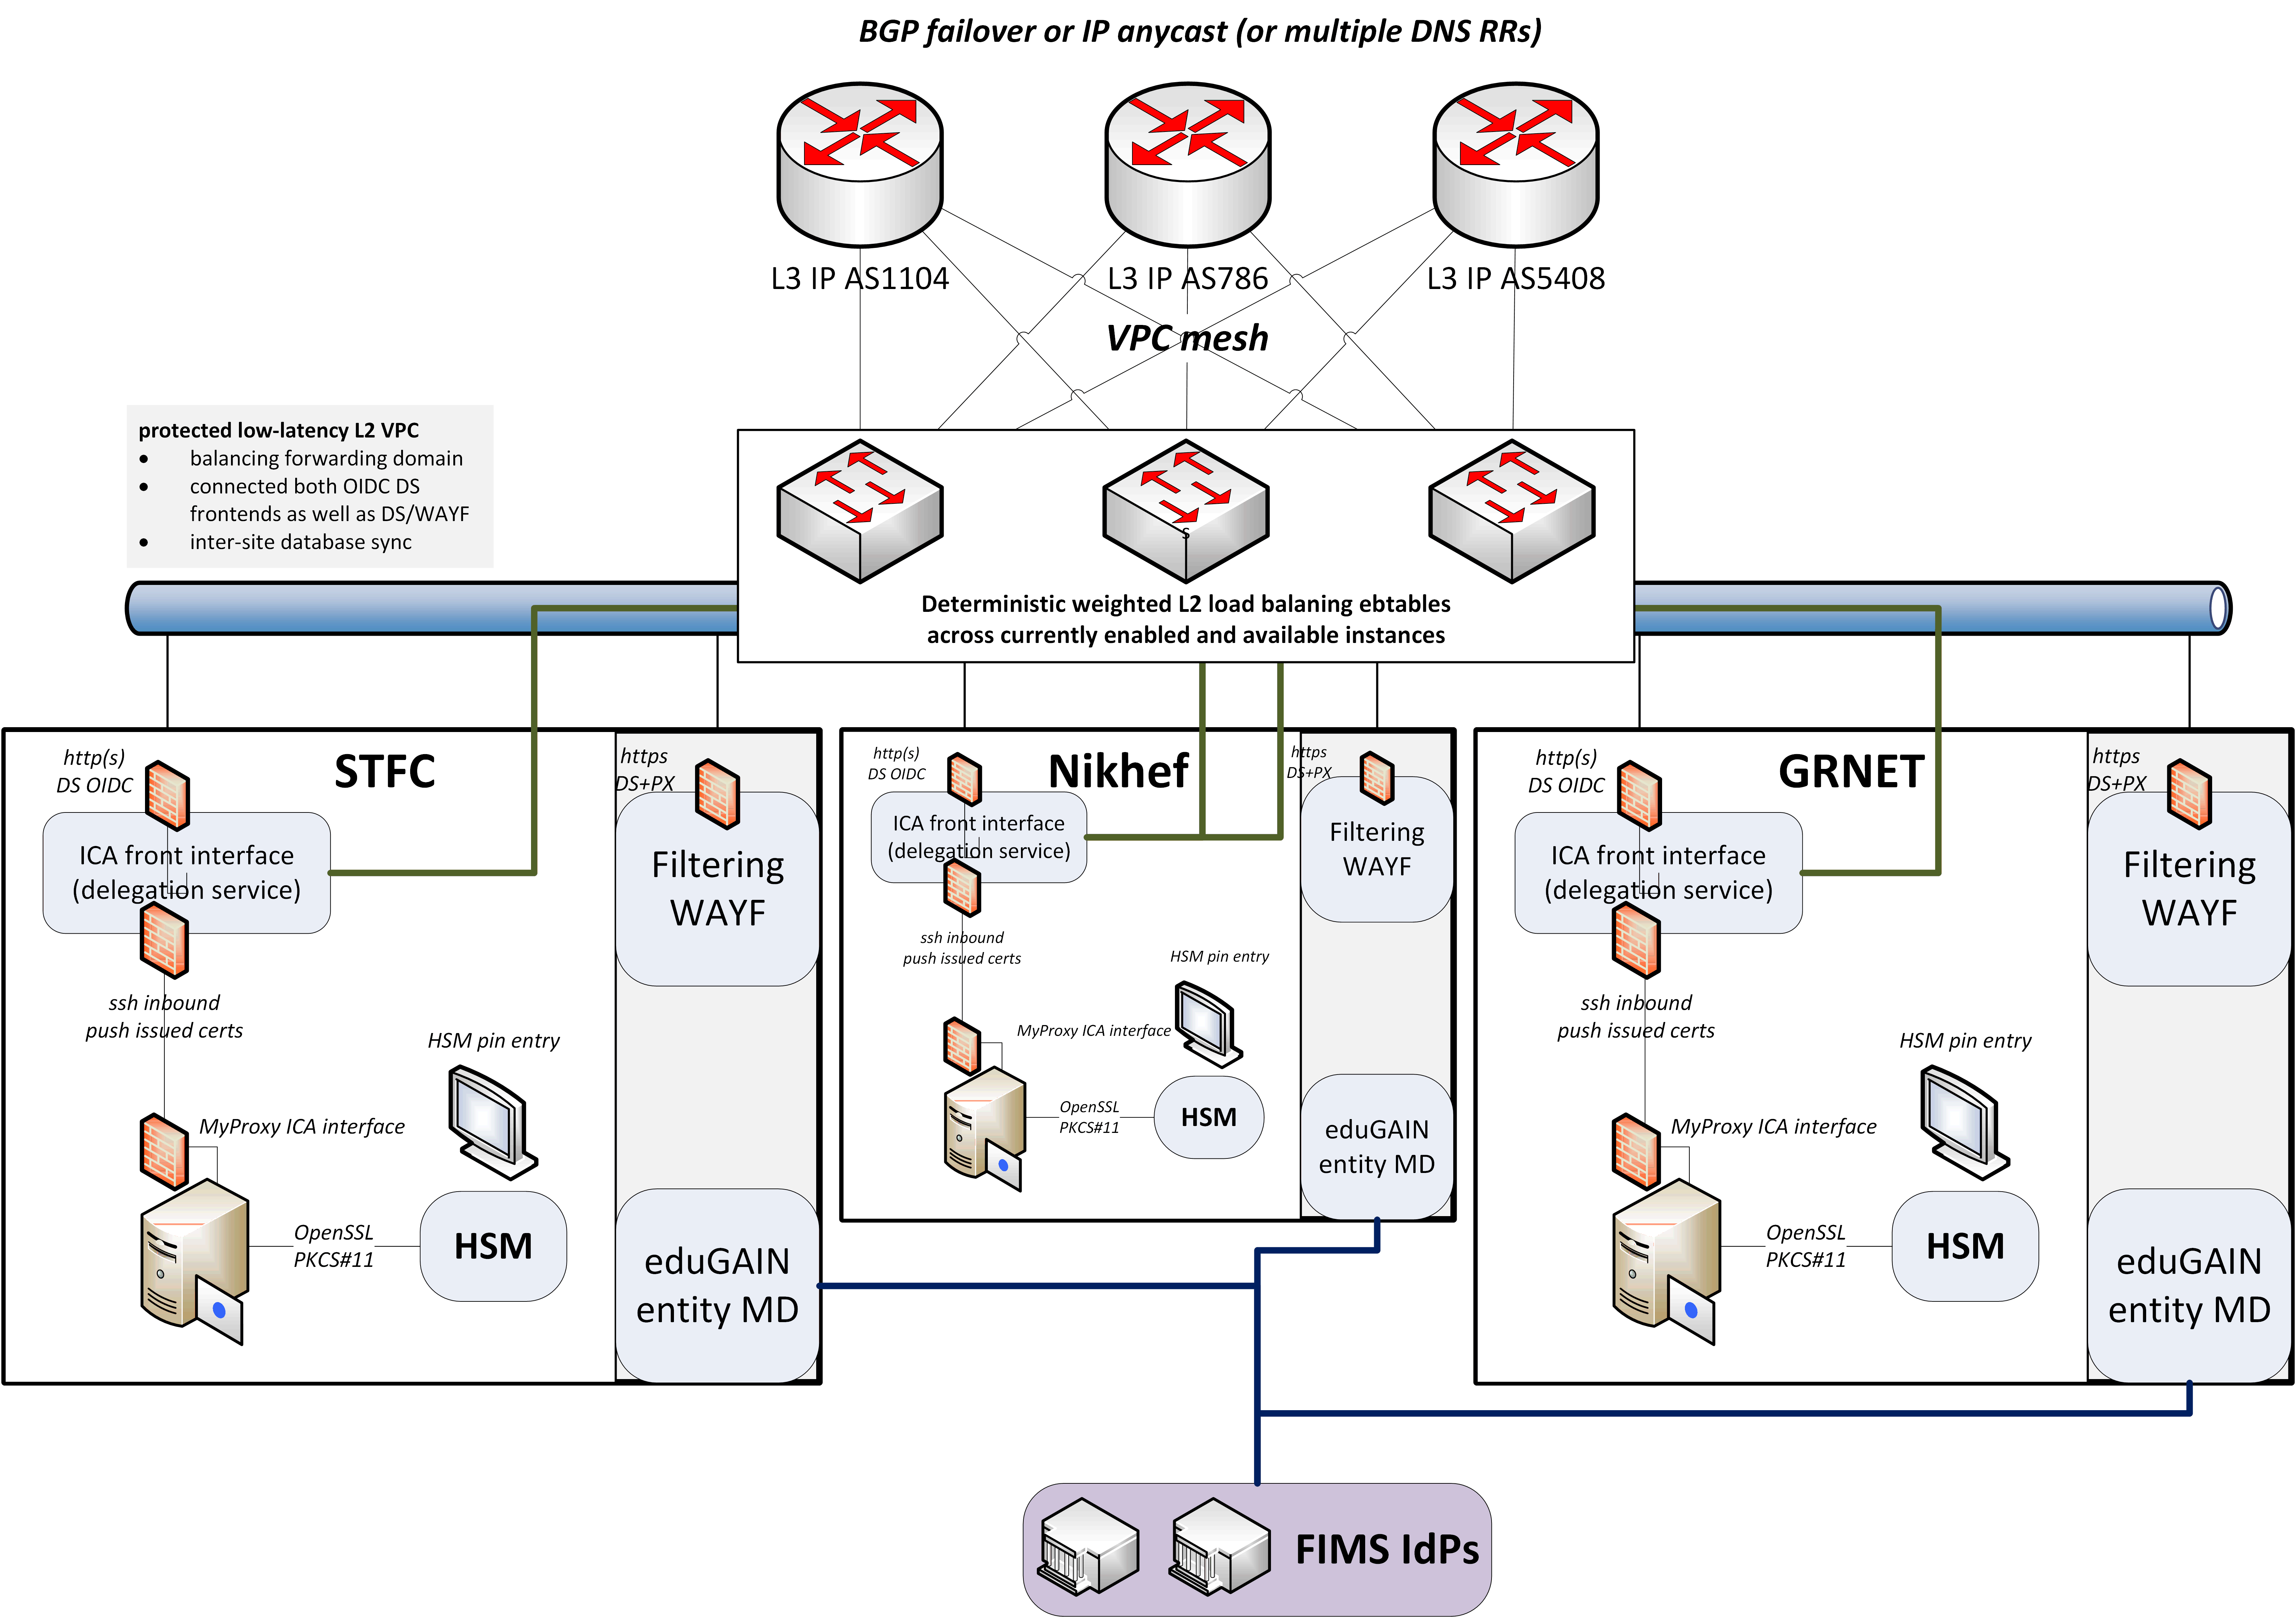 BGP failover or IP anycast (or multiple DNS RRs)
L3 IP AS1104
L3 IP AS786
L3 IP AS5408
VPC mesh
protected low-latency L2 VPC
• balancing forwarding domain
• connected both OIDC DS
frontends as well as DS/WAYF
• inter-site database sync
S
Deterministic weighted L2 load balaning ebtables
across currently enabled and available instances
STFC
http(s)
DS OIDC
https
DS+PX
ICA front interface
(delegation service)
Filtering
WAYF
ssh inbound
push issued certs
HSM pin entry
MyProxy ICA interface
OpenSSL
PKCS#11
HSM
eduGAIN
entity MD
Nikhef
http(s)
DS OIDC
https
DS+PX
ICA front interface
(delegation service)
Filtering
WAYF
ssh inbound
push issued certs
HSM pin entry
MyProxy ICA interface
OpenSSL
PKCS#11
HSM
eduGAIN
entity MD
GRNET
http(s)
DS OIDC
https
DS+PX
ICA front interface
(delegation service)
Filtering
WAYF
ssh inbound
push issued certs
HSM pin entry
MyProxy ICA interface
OpenSSL
PKCS#11
HSM
eduGAIN
entity MD
FIMS IdPs